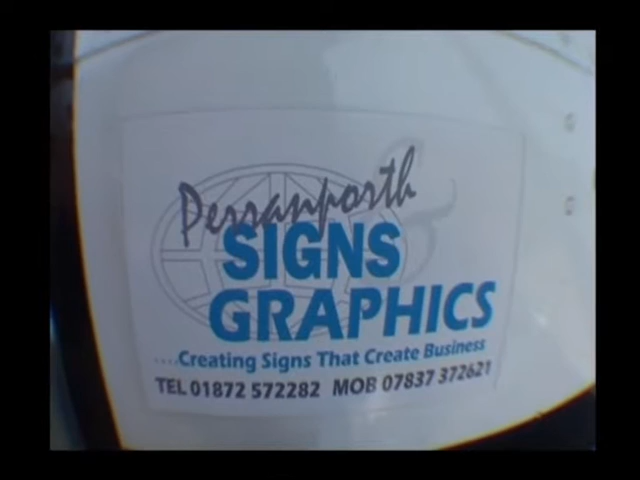 Perranporth
&
SIGNS
GRAPHICS
....Creating Signs That Create Business
TEL 01872 572282 MOB 07837 372621